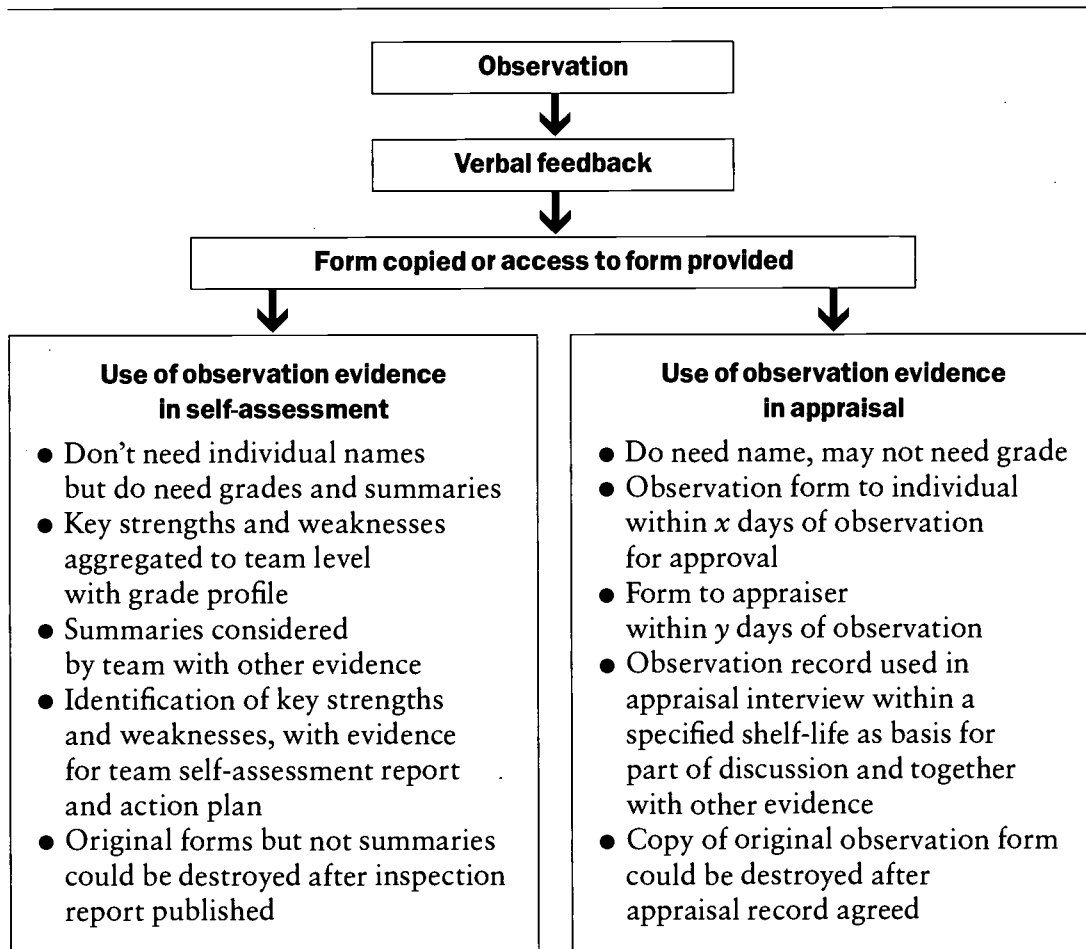 Observation
Verbal feedback
Form copied or access to form provided
Use of observation evidence
in self-assessment
● Don't need individual names
but do need grades and summaries
● Key strengths and weaknesses
aggregated to team level
with grade profile
● Summaries considered
by team with other evidence
● Identification of key strengths
and weaknesses, with evidence
for team self-assessment report
and action plan
● Original forms but not summaries
could be destroyed after inspection
report published
Use of observation evidence
in appraisal
● Do need name, may not need grade
● Observation form to individual
within x days of observation
for approval
● Form to appraiser
within y days of observation
● Observation record used in
appraisal interview within a
specified shelf-life as basis for
part of discussion and together
with other evidence
● Copy of original observation form
could be destroyed after
appraisal record agreed